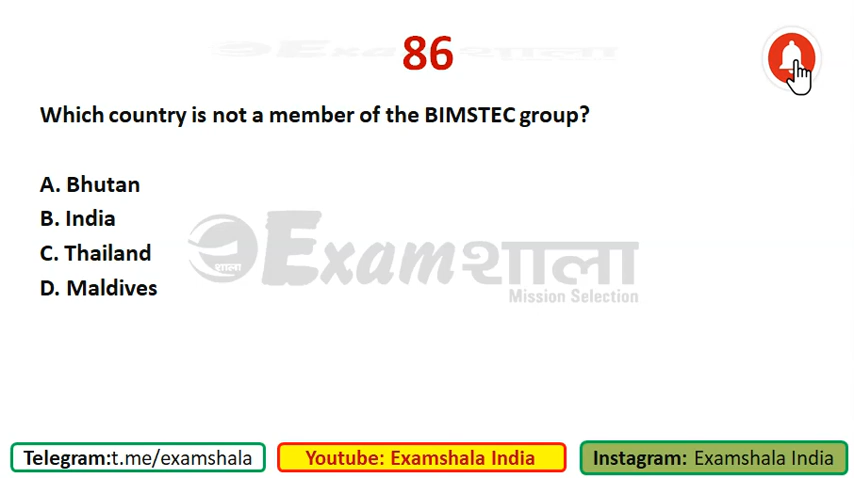 86
Which country is not a member of the BIMSTEC group?
A. Bhutan
B. India
C. Thailand
D. Maldives
शाला
Examशाला
Mission Selection
Telegram:t.me/examshala
Youtube: Examshala India
Instagram: Examshala India